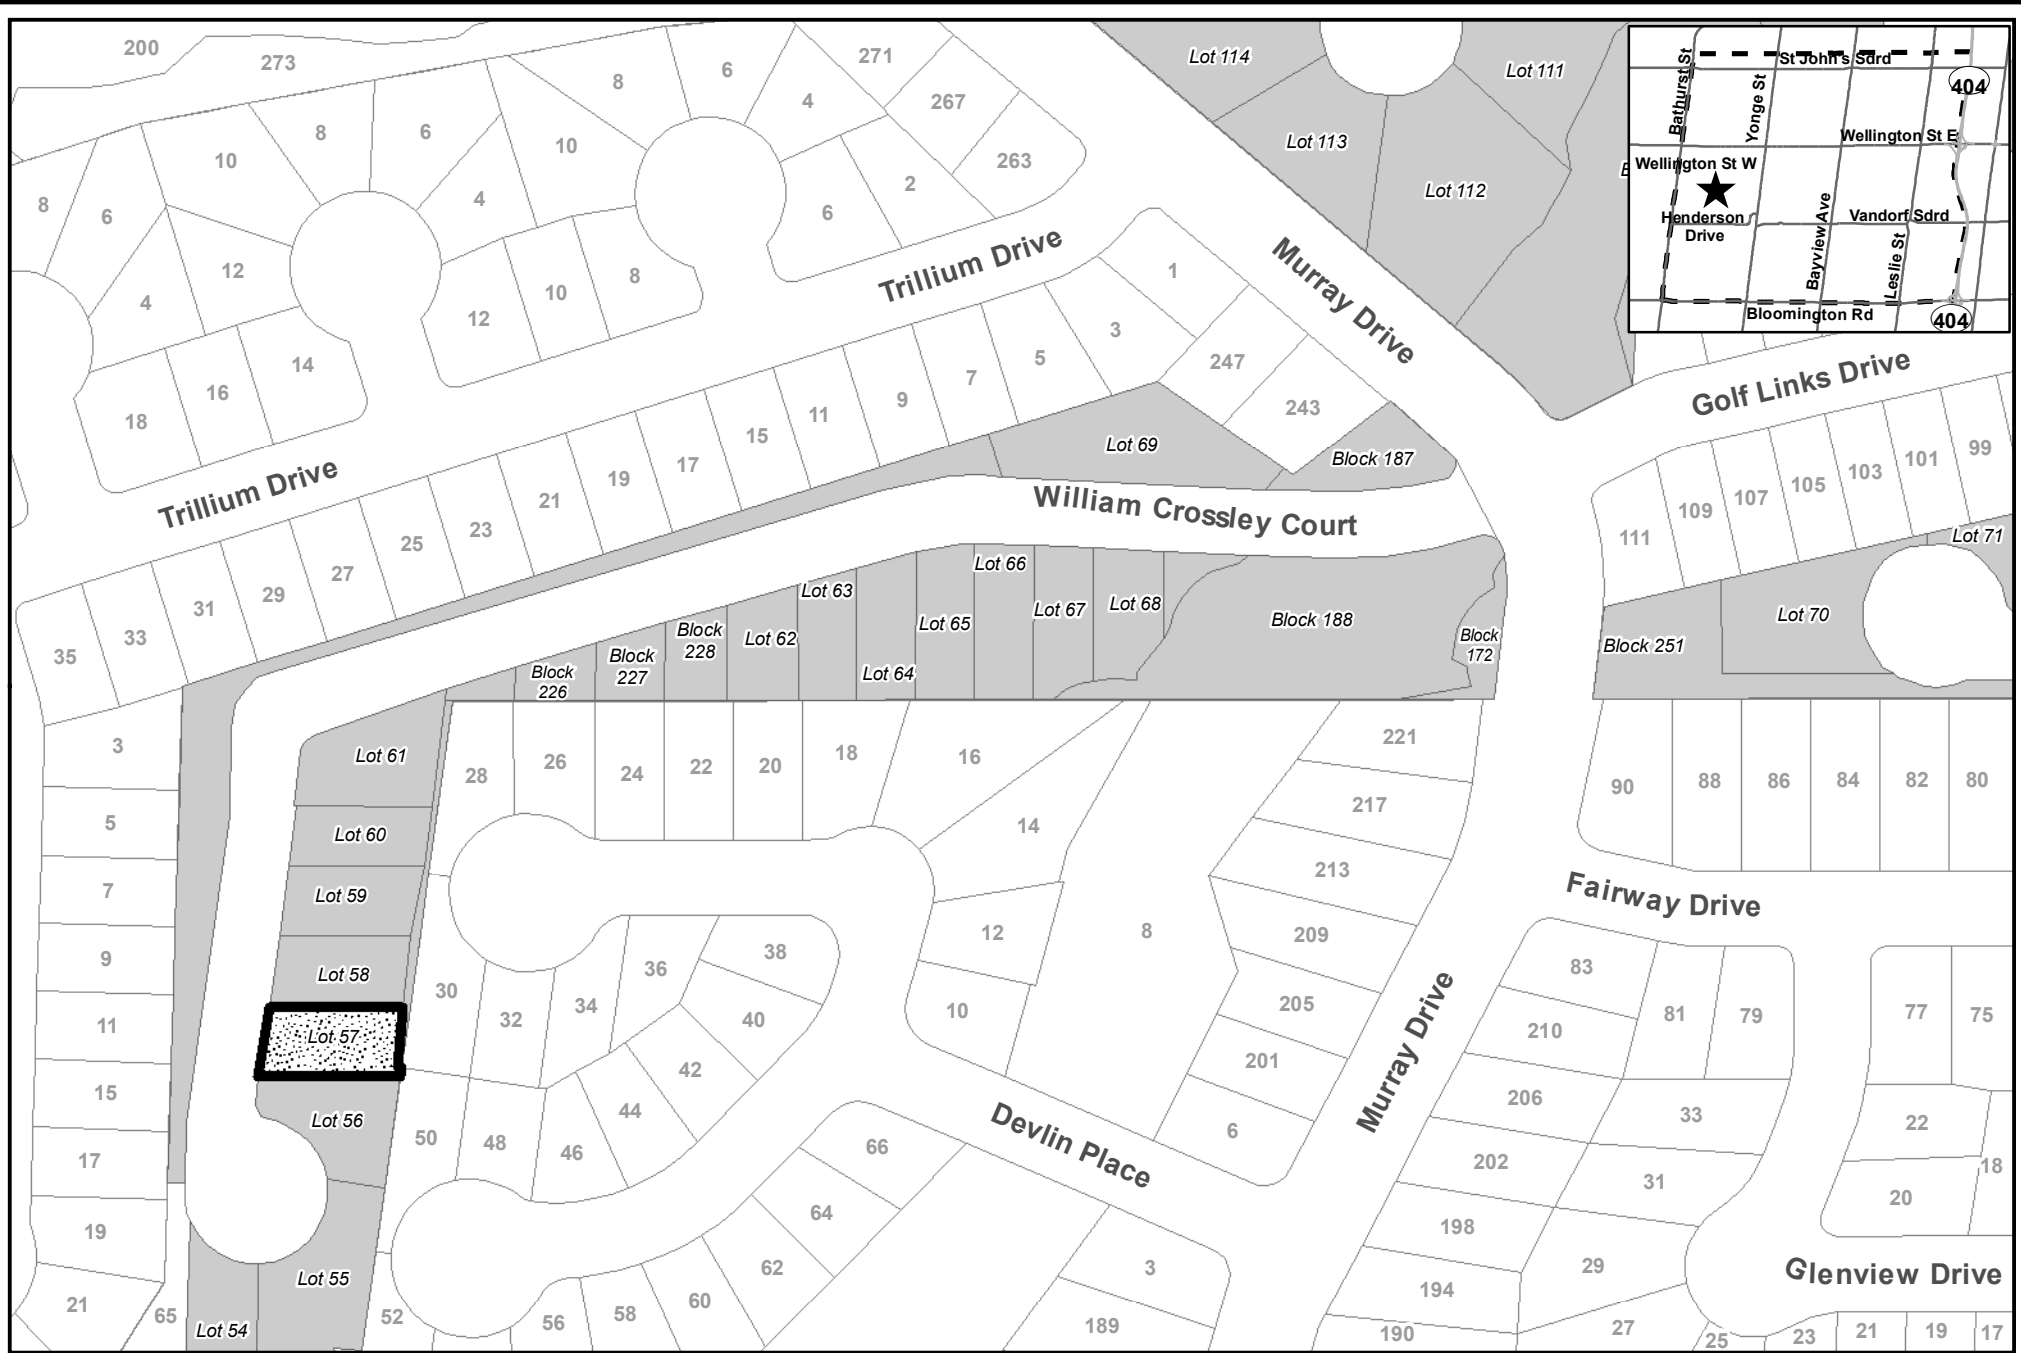 200
273
8
6
271
4
267
263
10
8
6
10
4
2
6
8
6
4
12
12
10
8
18
16
14
Lot 114
Lot 111
Lot 113
Lot 112
St John's Sdrd
Bathurst St
Yonge St
404
Wellington St E
Wellington St W
Henderson
Drive
Vandorf Sdrd
Bayview Ave
Leslie St
Bloomington Rd
404
Trillium Drive
Murray Drive
Golf Links Drive
1
3
5
7
9
11
15
17
19
21
23
25
27
29
31
33
35
Trillium Drive
247
243
Lot 69
Block 187
William Crossley Court
111
109
107
105
103
101
99
Lot 71
Lot 70
Block 251
Lot 66
Lot 63
Lot 67
Lot 68
Lot 65
Lot 62
Lot 64
Block
228
Block
227
Block
226
Block 188
Block
172
3
5
7
9
11
15
17
19
21
65
Lot 61
Lot 60
Lot 59
Lot 58
Lot 57
Lot 56
Lot 55
Lot 54
28
26
24
22
20
18
16
14
12
10
8
30
32
34
36
38
40
42
44
46
48
50
52
56
58
60
62
64
66
Devlin Place
3
189
221
217
213
209
205
201
6
Murray Drive
90
88
86
84
82
80
Fairway Drive
83
81
79
77
75
210
206
202
198
194
190
33
31
29
27
25
23
21
19
17
22
20
18
Glenview Drive